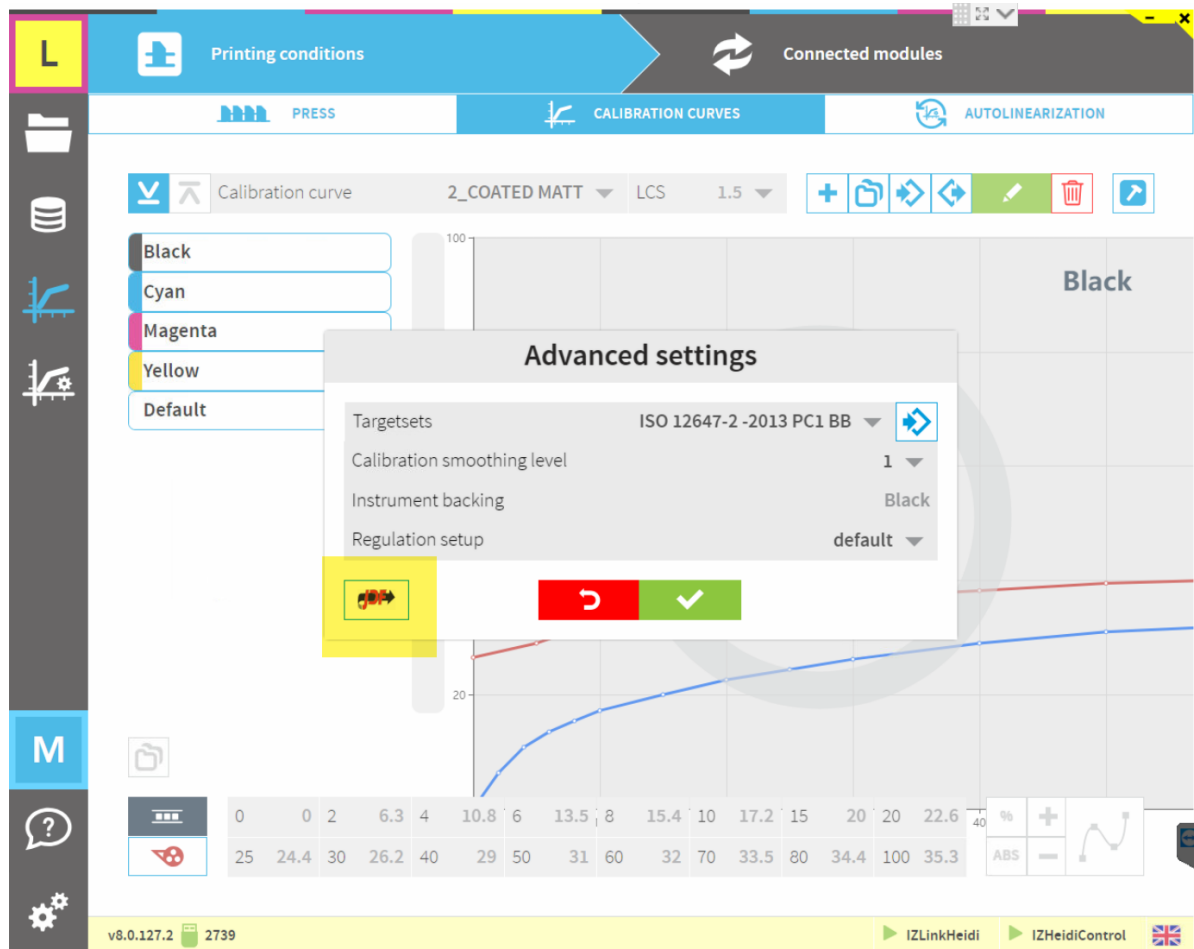 L
Printing conditions
Connected modules
PRESS
CALIBRATION CURVES
AUTOLINEARIZATION
Calibration curve 2_COATED MATT LCS 1.5
Black
Cyan
Magenta
Yellow
Default
100
Black
Advanced settings
Targetsets ISO 12647-2 -2013 PC1 BB
Calibration smoothing level 1
Instrument backing Black
Regulation setup default
JDF
20
M
0 0 2 6.3 4 10.8 6 13.5 8 15.4 10 17.2 15 20 20 22.6
40
% 
25 24.4 30 26.2 40 29 50 31 60 32 70 33.5 80 34.4 100 35.3
ABS
v8.0.127.2 2739
IZLinkHeidi
IZHeidiControl